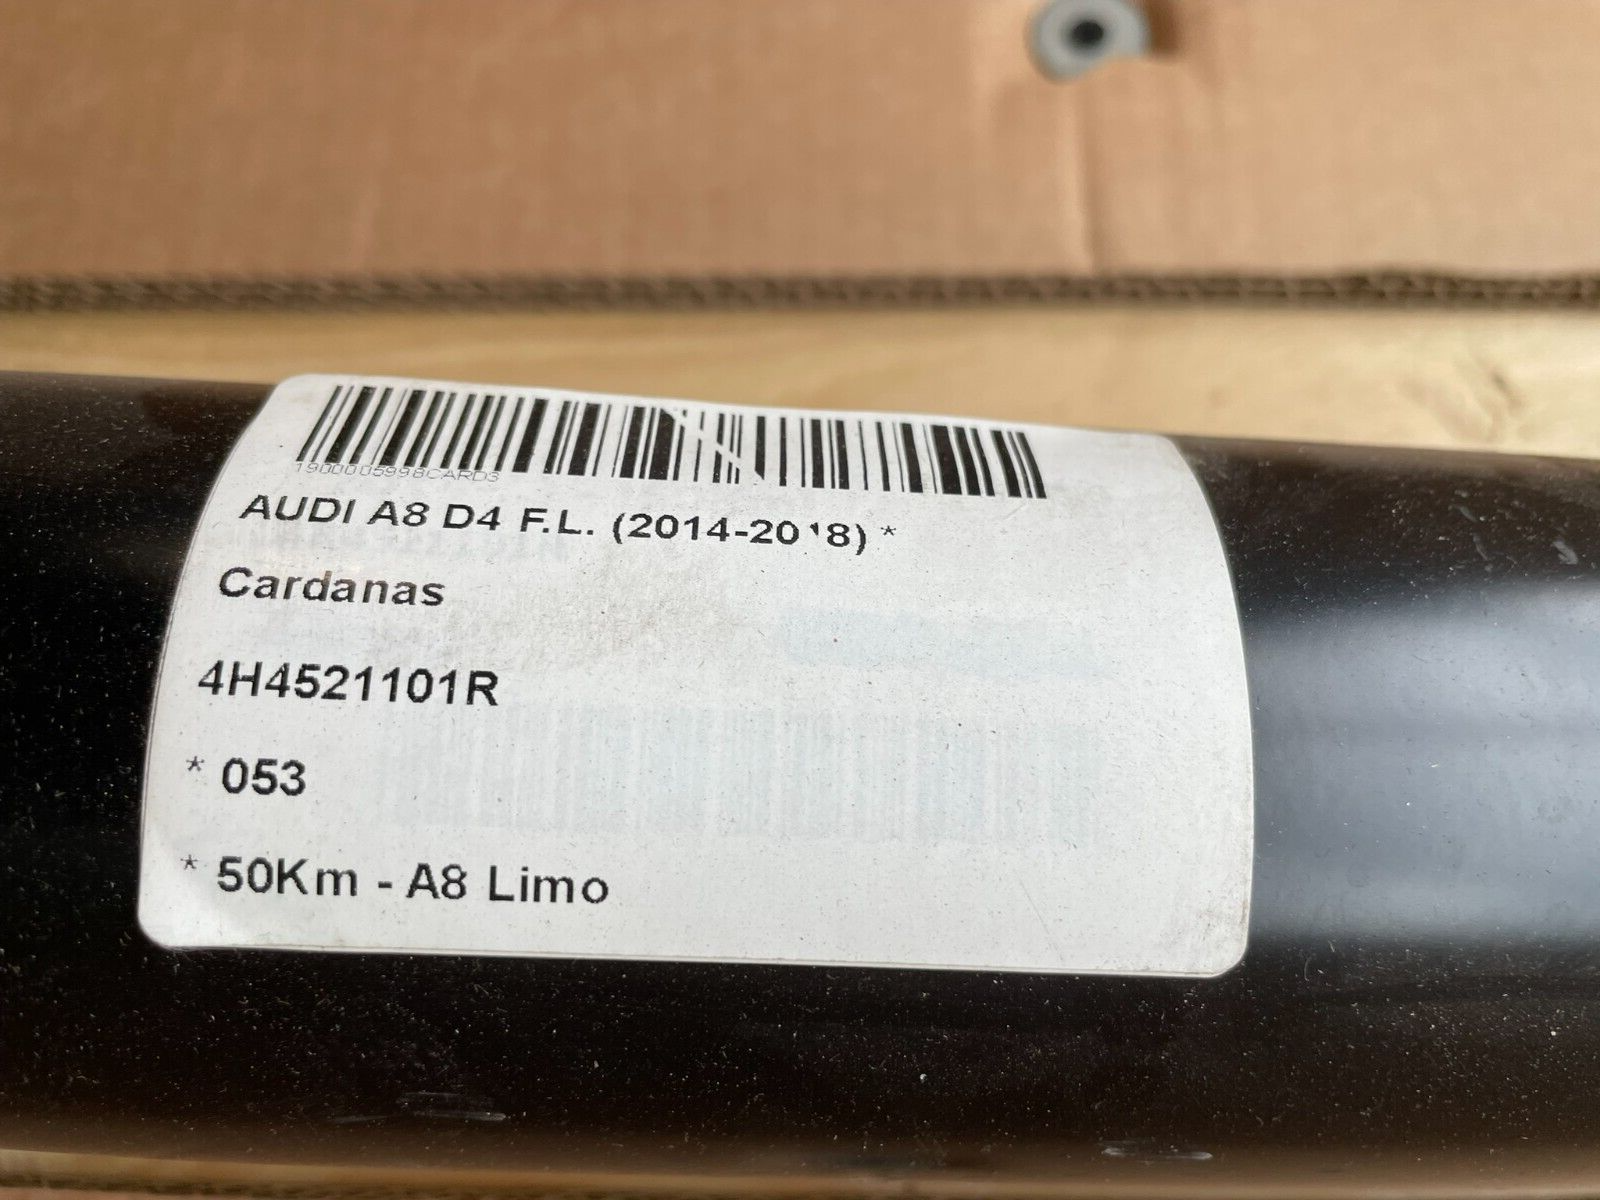 1900005998CARD3
AUDI A8 D4 F.L. (2014-2018) *
Cardanas
4H4521101R
* 053
* 50Km - A8 Limo